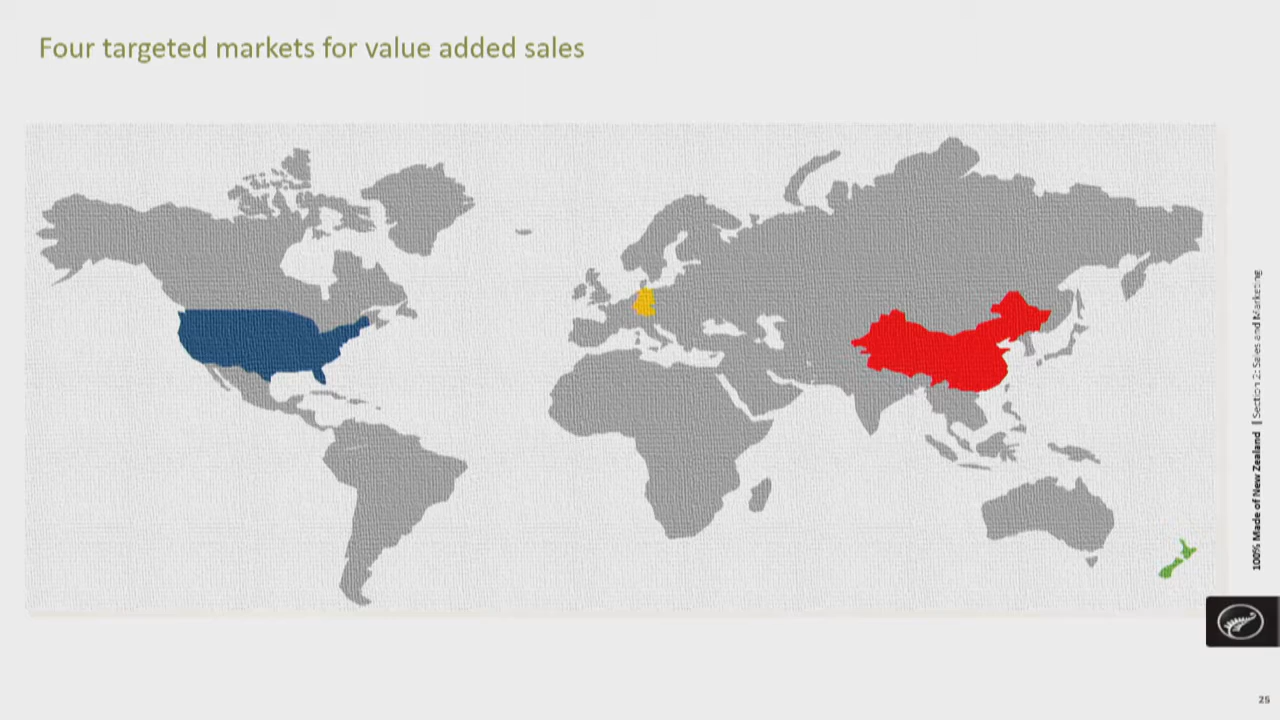 Four targeted markets for value added sales
100% Made of New Zealand | Section 2: Sales and Marketing
25